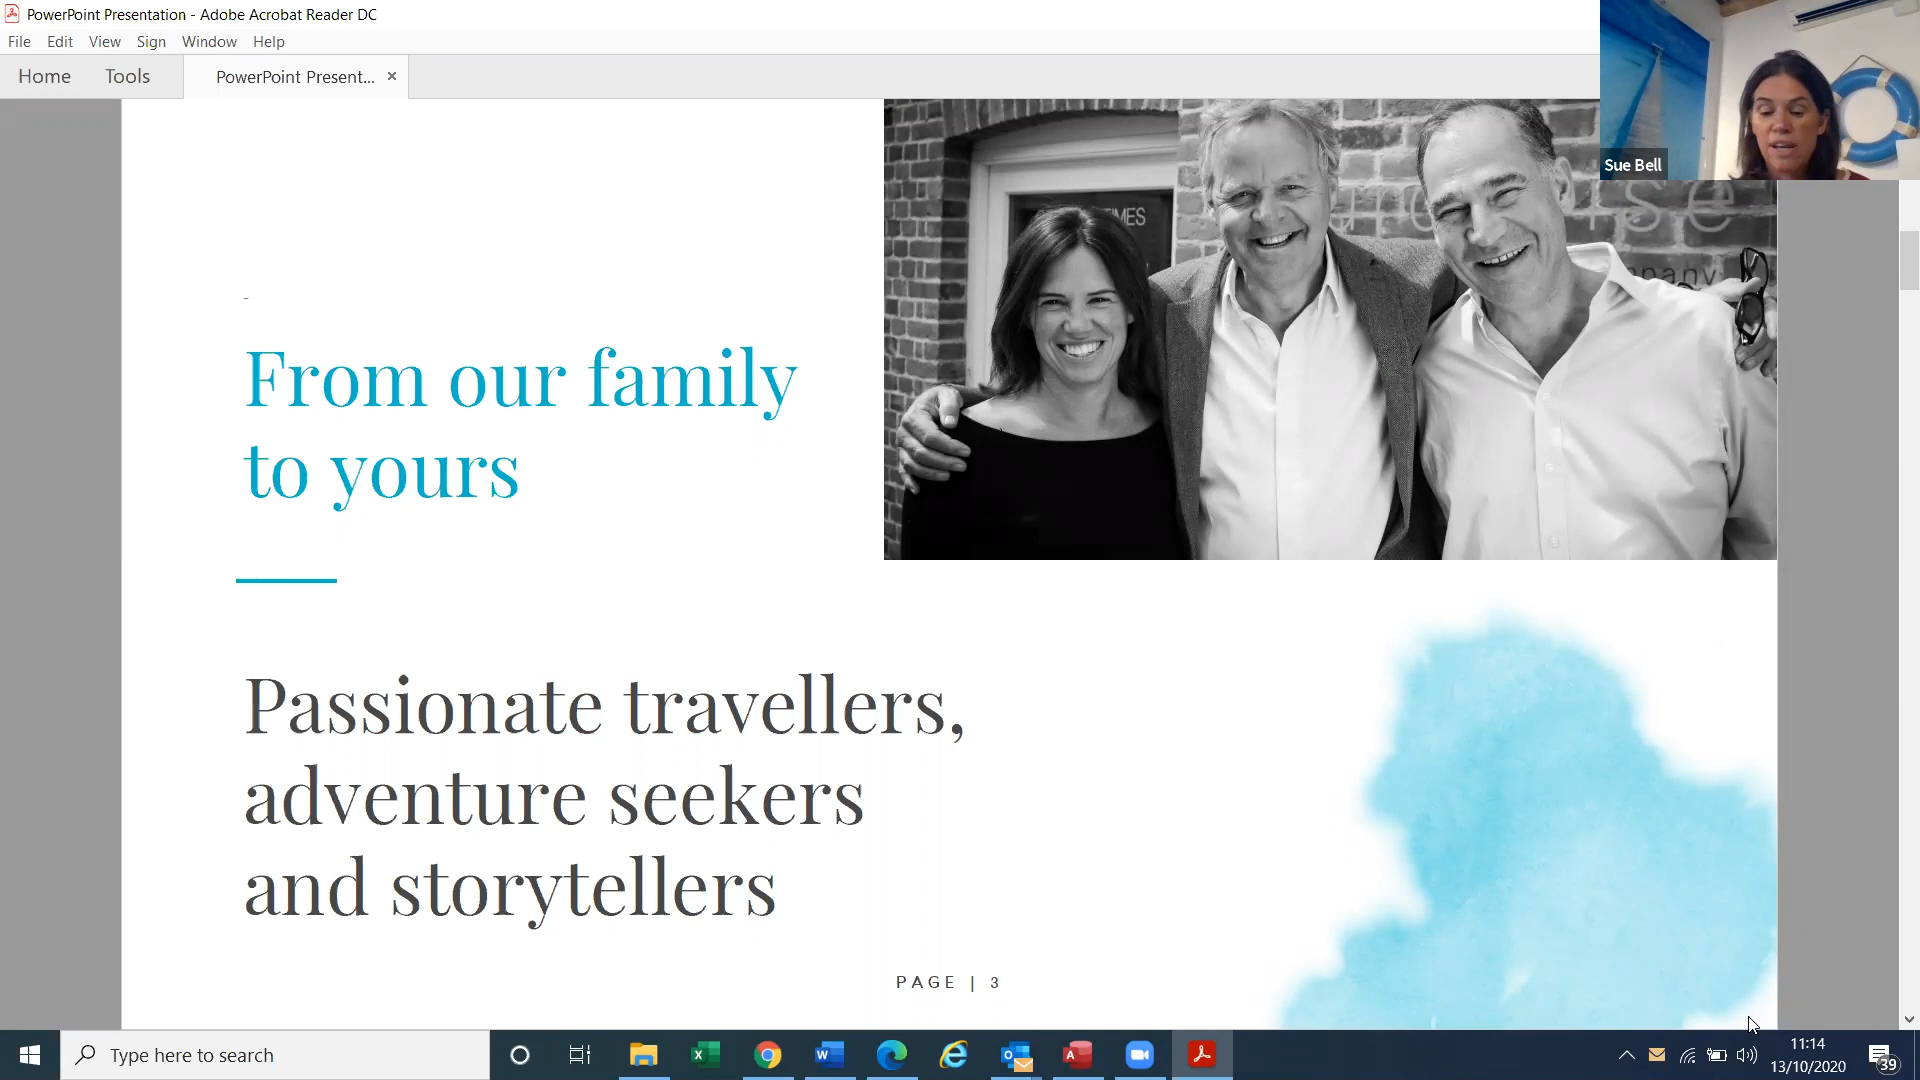 PowerPoint Presentation - Adobe Acrobat Reader DC
File Edit View Sign Window Help
Home Tools PowerPoint Present... ×
Sue Bell
From our family
to yours
Passionate travellers,
adventure seekers
and storytellers
PAGE | 3
Type here to search
11:14
13/10/2020
39